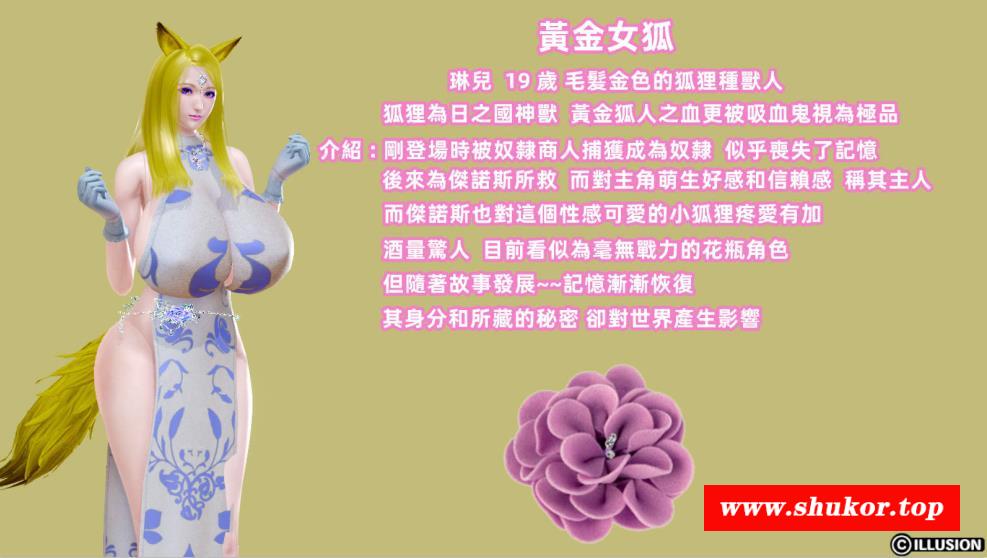 黃金女狐
琳兒 19 歲 毛髮金色的狐狸種獸人
狐狸為日之國神獸 黃金狐人之血更被吸血鬼視為極品
介紹：剛登場時被奴隸商人捕獲成為奴隸 似乎喪失了記憶
後來為傑諾斯所救 而對主角萌生好感和信賴感 稱其主人
而傑諾斯也對這個性感可愛的小狐狸疼愛有加
酒量驚人 目前看似為毫無戰力的花瓶角色
但隨著故事發展~~記憶漸漸恢復
其身分和所藏的秘密 卻對世界產生影響
www.shukor.top
©ILLUSION